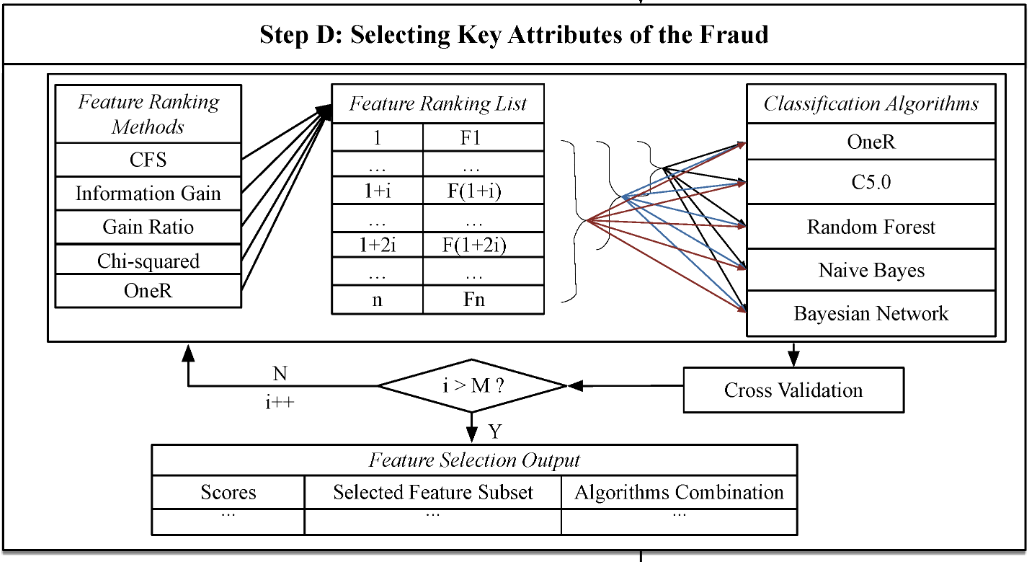 Step D: Selecting Key Attributes of the Fraud
Feature Ranking
Methods
CFS
Information Gain
Gain Ratio
Chi-squared
OneR
Feature Ranking List
1 F1
... ...
1+i F(1+i)
... ...
1+2i F(1+2i)
... ...
n Fn
Classification Algorithms
OneR
C5.0
Random Forest
Naive Bayes
Bayesian Network
Cross Validation
i > M ?
N
i++
Y
Feature Selection Output
Scores Selected Feature Subset Algorithms Combination
... ... ...